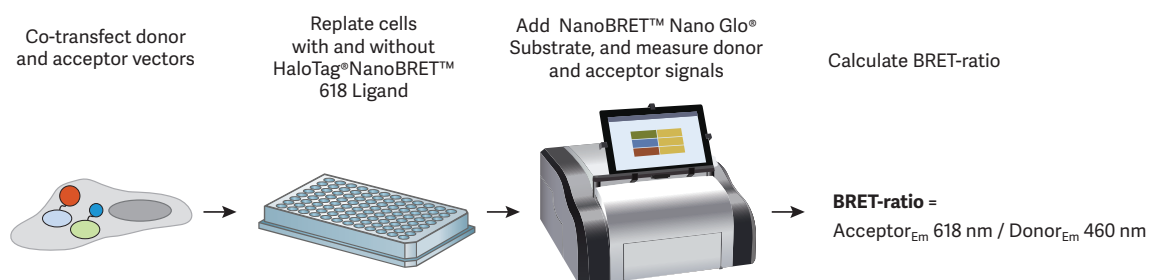 Co-transfect donor
and acceptor vectors
Replate cells
with and without
HaloTag®NanoBRET™
618 Ligand
Add NanoBRET™ Nano Glo®
Substrate, and measure donor
and acceptor signals
Calculate BRET-ratio
BRET-ratio =
AcceptorEm 618 nm / DonorEm 460 nm